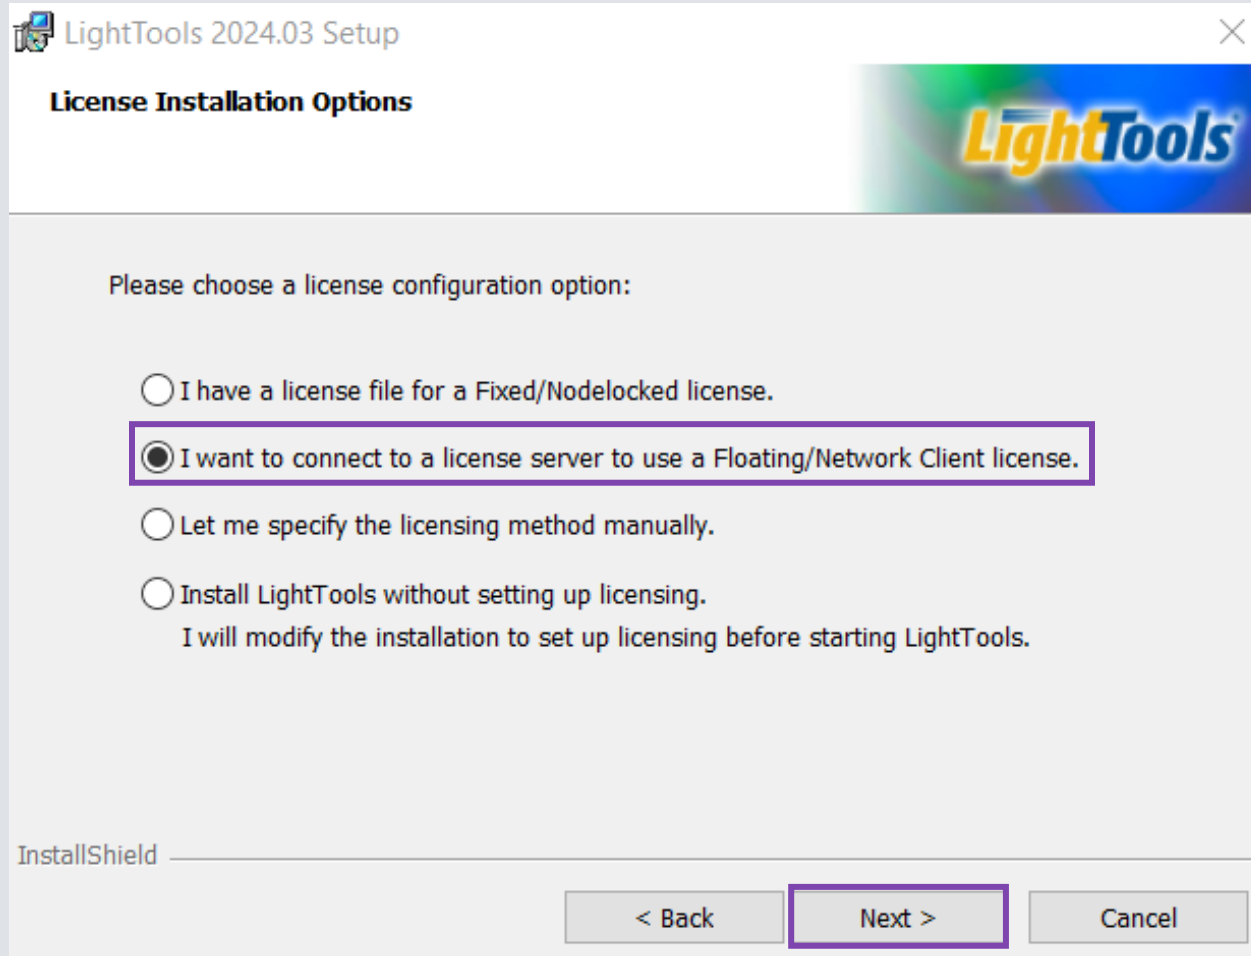 LightTools 2024.03 Setup
License Installation Options
LightTools
Please choose a license configuration option:
I have a license file for a Fixed/Nodelocked license.
I want to connect to a license server to use a Floating/Network Client license.
Let me specify the licensing method manually.
Install LightTools without setting up licensing.
I will modify the installation to set up licensing before starting LightTools.
InstallShield
< Back
Next >
Cancel